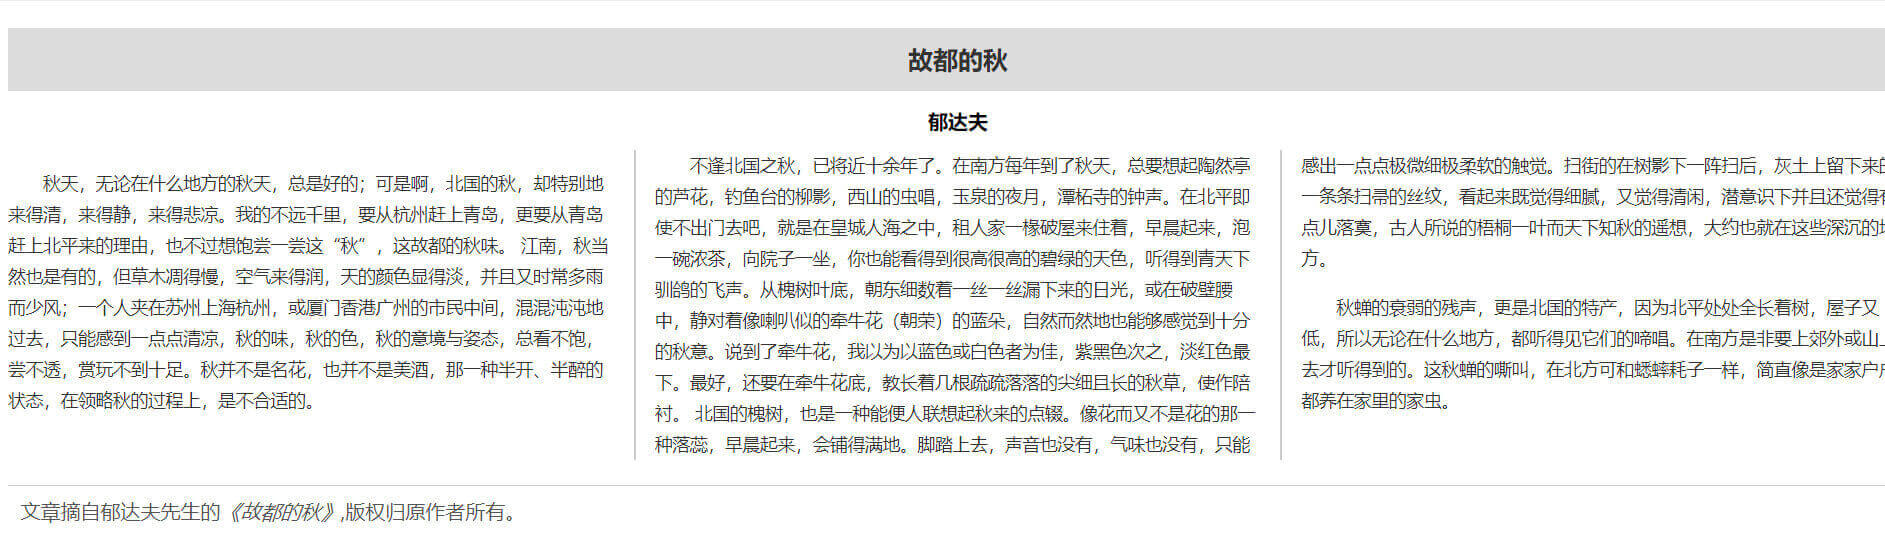 故都的秋
郁达夫
秋天，无论在什么地方的秋天，总是好的；可是啊，北国的秋，却特别地
来得清，来得静，来得悲凉。我的不远千里，要从杭州赶上青岛，更要从青岛
赶上北平来的理由，也不过想饱尝一尝这“秋”，这故都的秋味。 江南，秋当
然也是有的，但草木凋得慢，空气来得润，天的颜色显得淡，并且又时常多雨
而少风；一个人夹在苏州上海杭州，或厦门香港广州的市民中间，混混沌沌地
过去，只能感到一点点清凉，秋的味，秋的色，秋的意境与姿态，总看不饱，
尝不透，赏玩不到十足。秋并不是名花，也并不是美酒，那一种半开、半醉的
状态，在领略秋的过程上，是不合适的。
不逢北国之秋，已将近十余年了。在南方每年到了秋天，总要想起陶然亭
的芦花，钓鱼台的柳影，西山的虫唱，玉泉的夜月，潭柘寺的钟声。在北平即
使不出门去吧，就是在皇城人海之中，租人家一椽破屋来住着，早晨起来，泡
一碗浓茶，向院子一坐，你也能看得到很高很高的碧绿的天色，听得到青天下
驯鸽的飞声。从槐树叶底，朝东细数着一丝一丝漏下来的日光，或在破壁腰
中，静对着像喇叭似的牵牛花（朝荣）的蓝朵，自然而然地也能够感觉到十分
的秋意。说到了牵牛花，我以为以蓝色或白色者为佳，紫黑色次之，淡红色最
下。最好，还要在牵牛花底，教长着几根疏疏落落的尖细且长的秋草，使作陪
衬。 北国的槐树，也是一种能便人联想起秋来的点辍。像花而又不是花的那一
种落蕊，早晨起来，会铺得满地。脚踏上去，声音也没有，气味也没有，只能
感出一点点极微细极柔软的触觉。扫街的在树影下一阵扫后，灰土上留下来的
一条条扫帚的丝纹，看起来既觉得细腻，又觉得清闲，潜意识下并且还觉得有
点儿落寞，古人所说的梧桐一叶而天下知秋的遥想，大约也就在这些深沉的地
方。
秋蝉的衰弱的残声，更是北国的特产，因为北平处处全长着树，屋子又
低，所以无论在什么地方，都听得见它们的啼唱。在南方是非要上郊外或山上
去才听得到的。这秋蝉的嘶叫，在北方可和蟋蟀耗子一样，简直像是家家户户
都养在家里的家虫。
文章摘自郁达夫先生的《故都的秋》,版权归原作者所有。